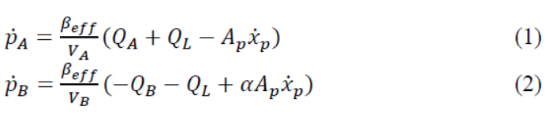 ṗ_A = β_eff / V_A (Q_A + Q_L − A_p ẋ_p) (1)
ṗ_B = β_eff / V_B (−Q_B − Q_L + αA_p ẋ_p) (2)